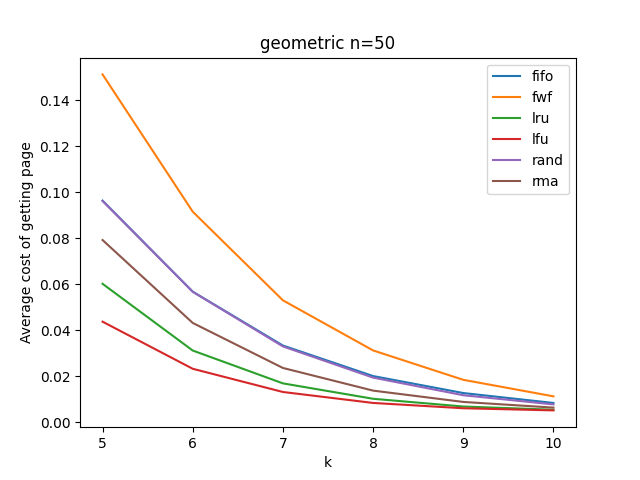 geometric n=50
Average cost of getting page
0.14
0.12
0.10
0.08
0.06
0.04
0.02
0.00
5 6 7 8 9 10
k
fifo
fwf
lru
lfu
rand
rma